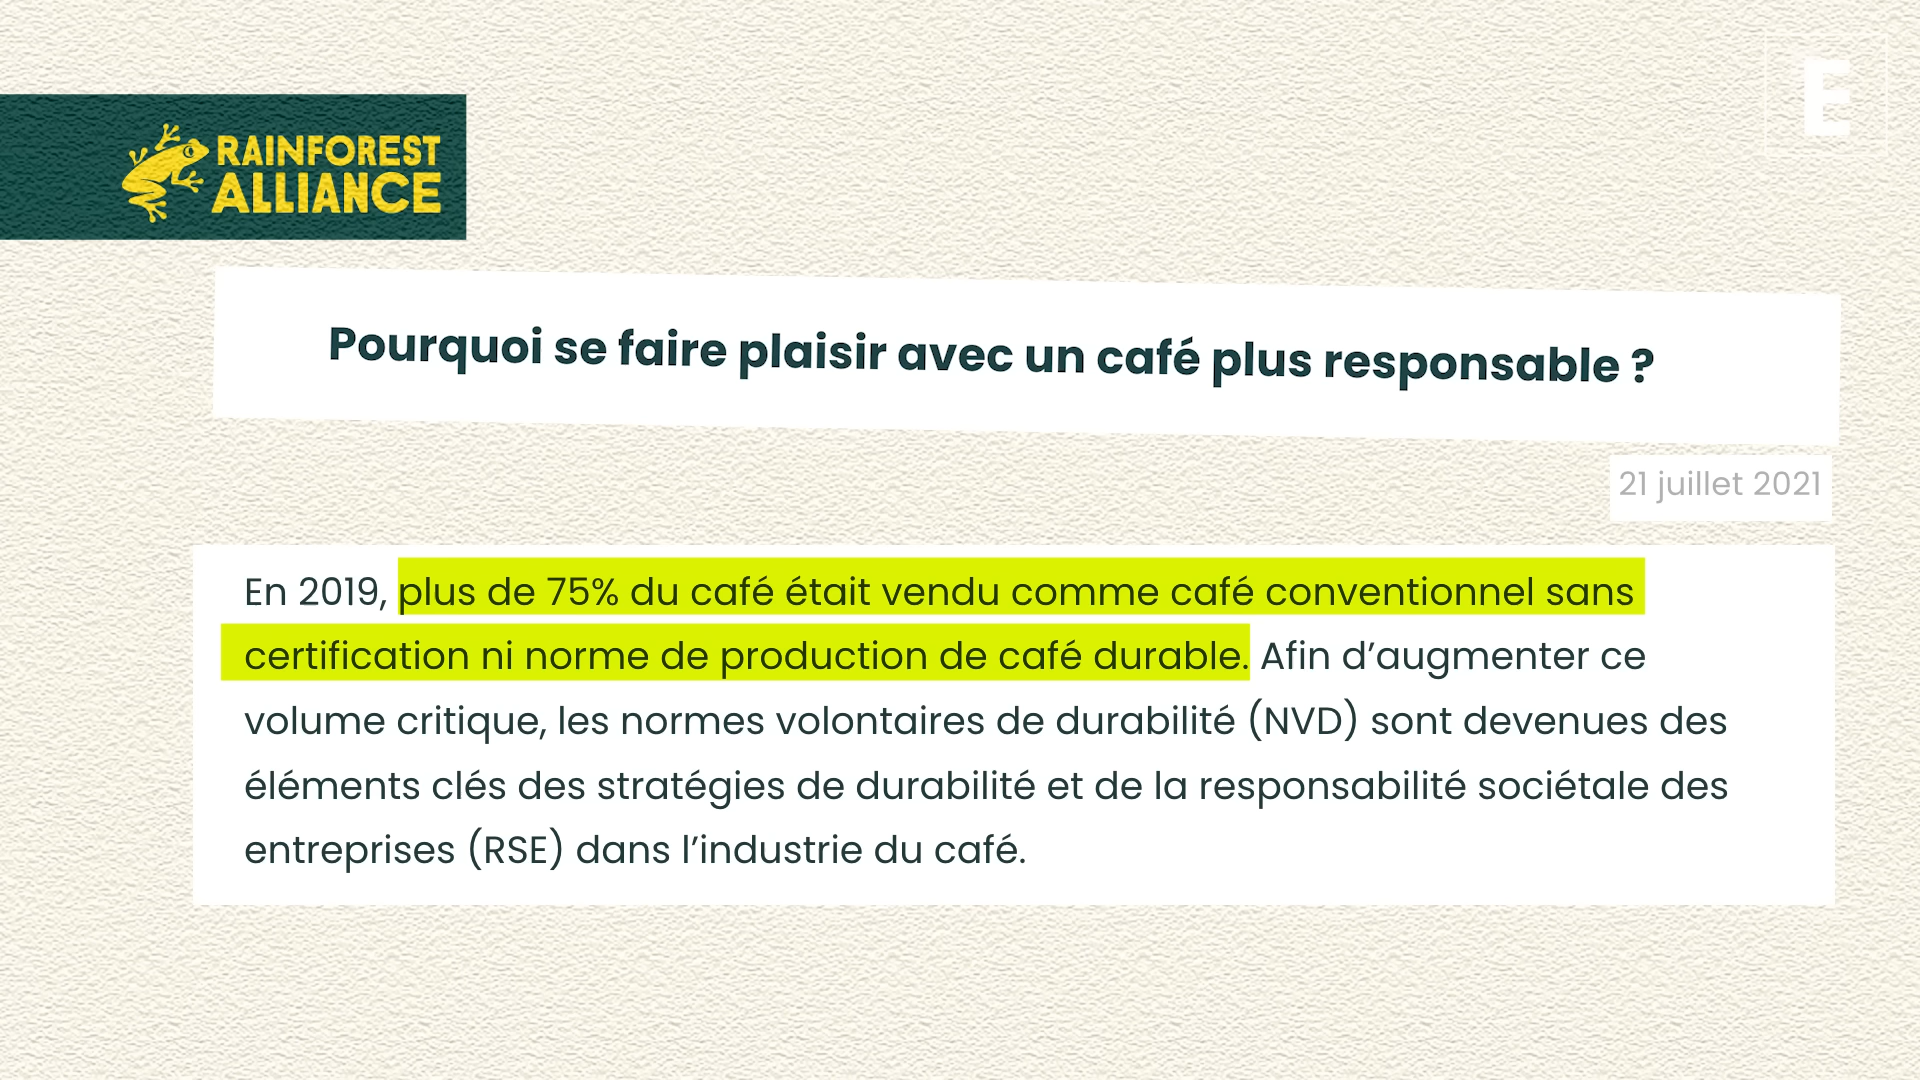 E
RAINFOREST
ALLIANCE
Pourquoi se faire plaisir avec un café plus responsable ?
21 juillet 2021
En 2019, plus de 75% du café était vendu comme café conventionnel sans
certification ni norme de production de café durable. Afin d’augmenter ce
volume critique, les normes volontaires de durabilité (NVD) sont devenues des
éléments clés des stratégies de durabilité et de la responsabilité sociétale des
entreprises (RSE) dans l’industrie du café.